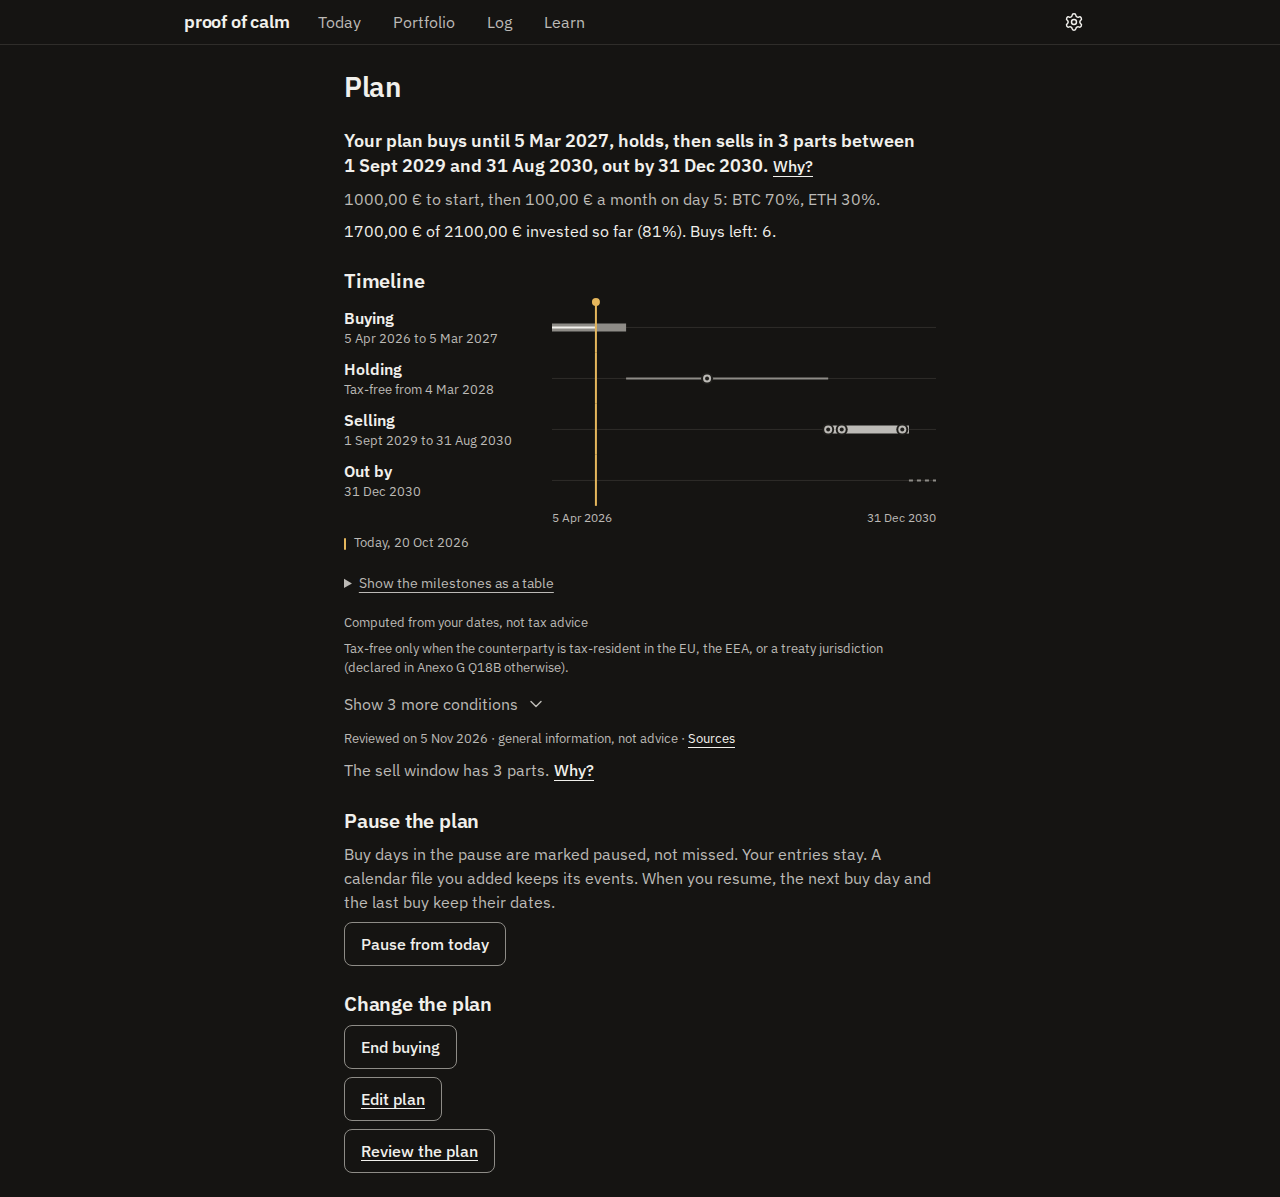 proof of calm Today Portfolio Log Learn
Plan
Your plan buys until 5 Mar 2027, holds, then sells in 3 parts between
1 Sept 2029 and 31 Aug 2030, out by 31 Dec 2030. Why?
1000,00 € to start, then 100,00 € a month on day 5: BTC 70%, ETH 30%.
1700,00 € of 2100,00 € invested so far (81%). Buys left: 6.
Timeline
Buying
5 Apr 2026 to 5 Mar 2027
Holding
Tax-free from 4 Mar 2028
Selling
1 Sept 2029 to 31 Aug 2030
Out by
31 Dec 2030
5 Apr 2026 31 Dec 2030
Today, 20 Oct 2026
Show the milestones as a table
Computed from your dates, not tax advice
Tax-free only when the counterparty is tax-resident in the EU, the EEA, or a treaty jurisdiction
(declared in Anexo G Q18B otherwise).
Show 3 more conditions
Reviewed on 5 Nov 2026 · general information, not advice · Sources
The sell window has 3 parts. Why?
Pause the plan
Buy days in the pause are marked paused, not missed. Your entries stay. A
calendar file you added keeps its events. When you resume, the next buy day and
the last buy keep their dates.
Pause from today
Change the plan
End buying
Edit plan
Review the plan